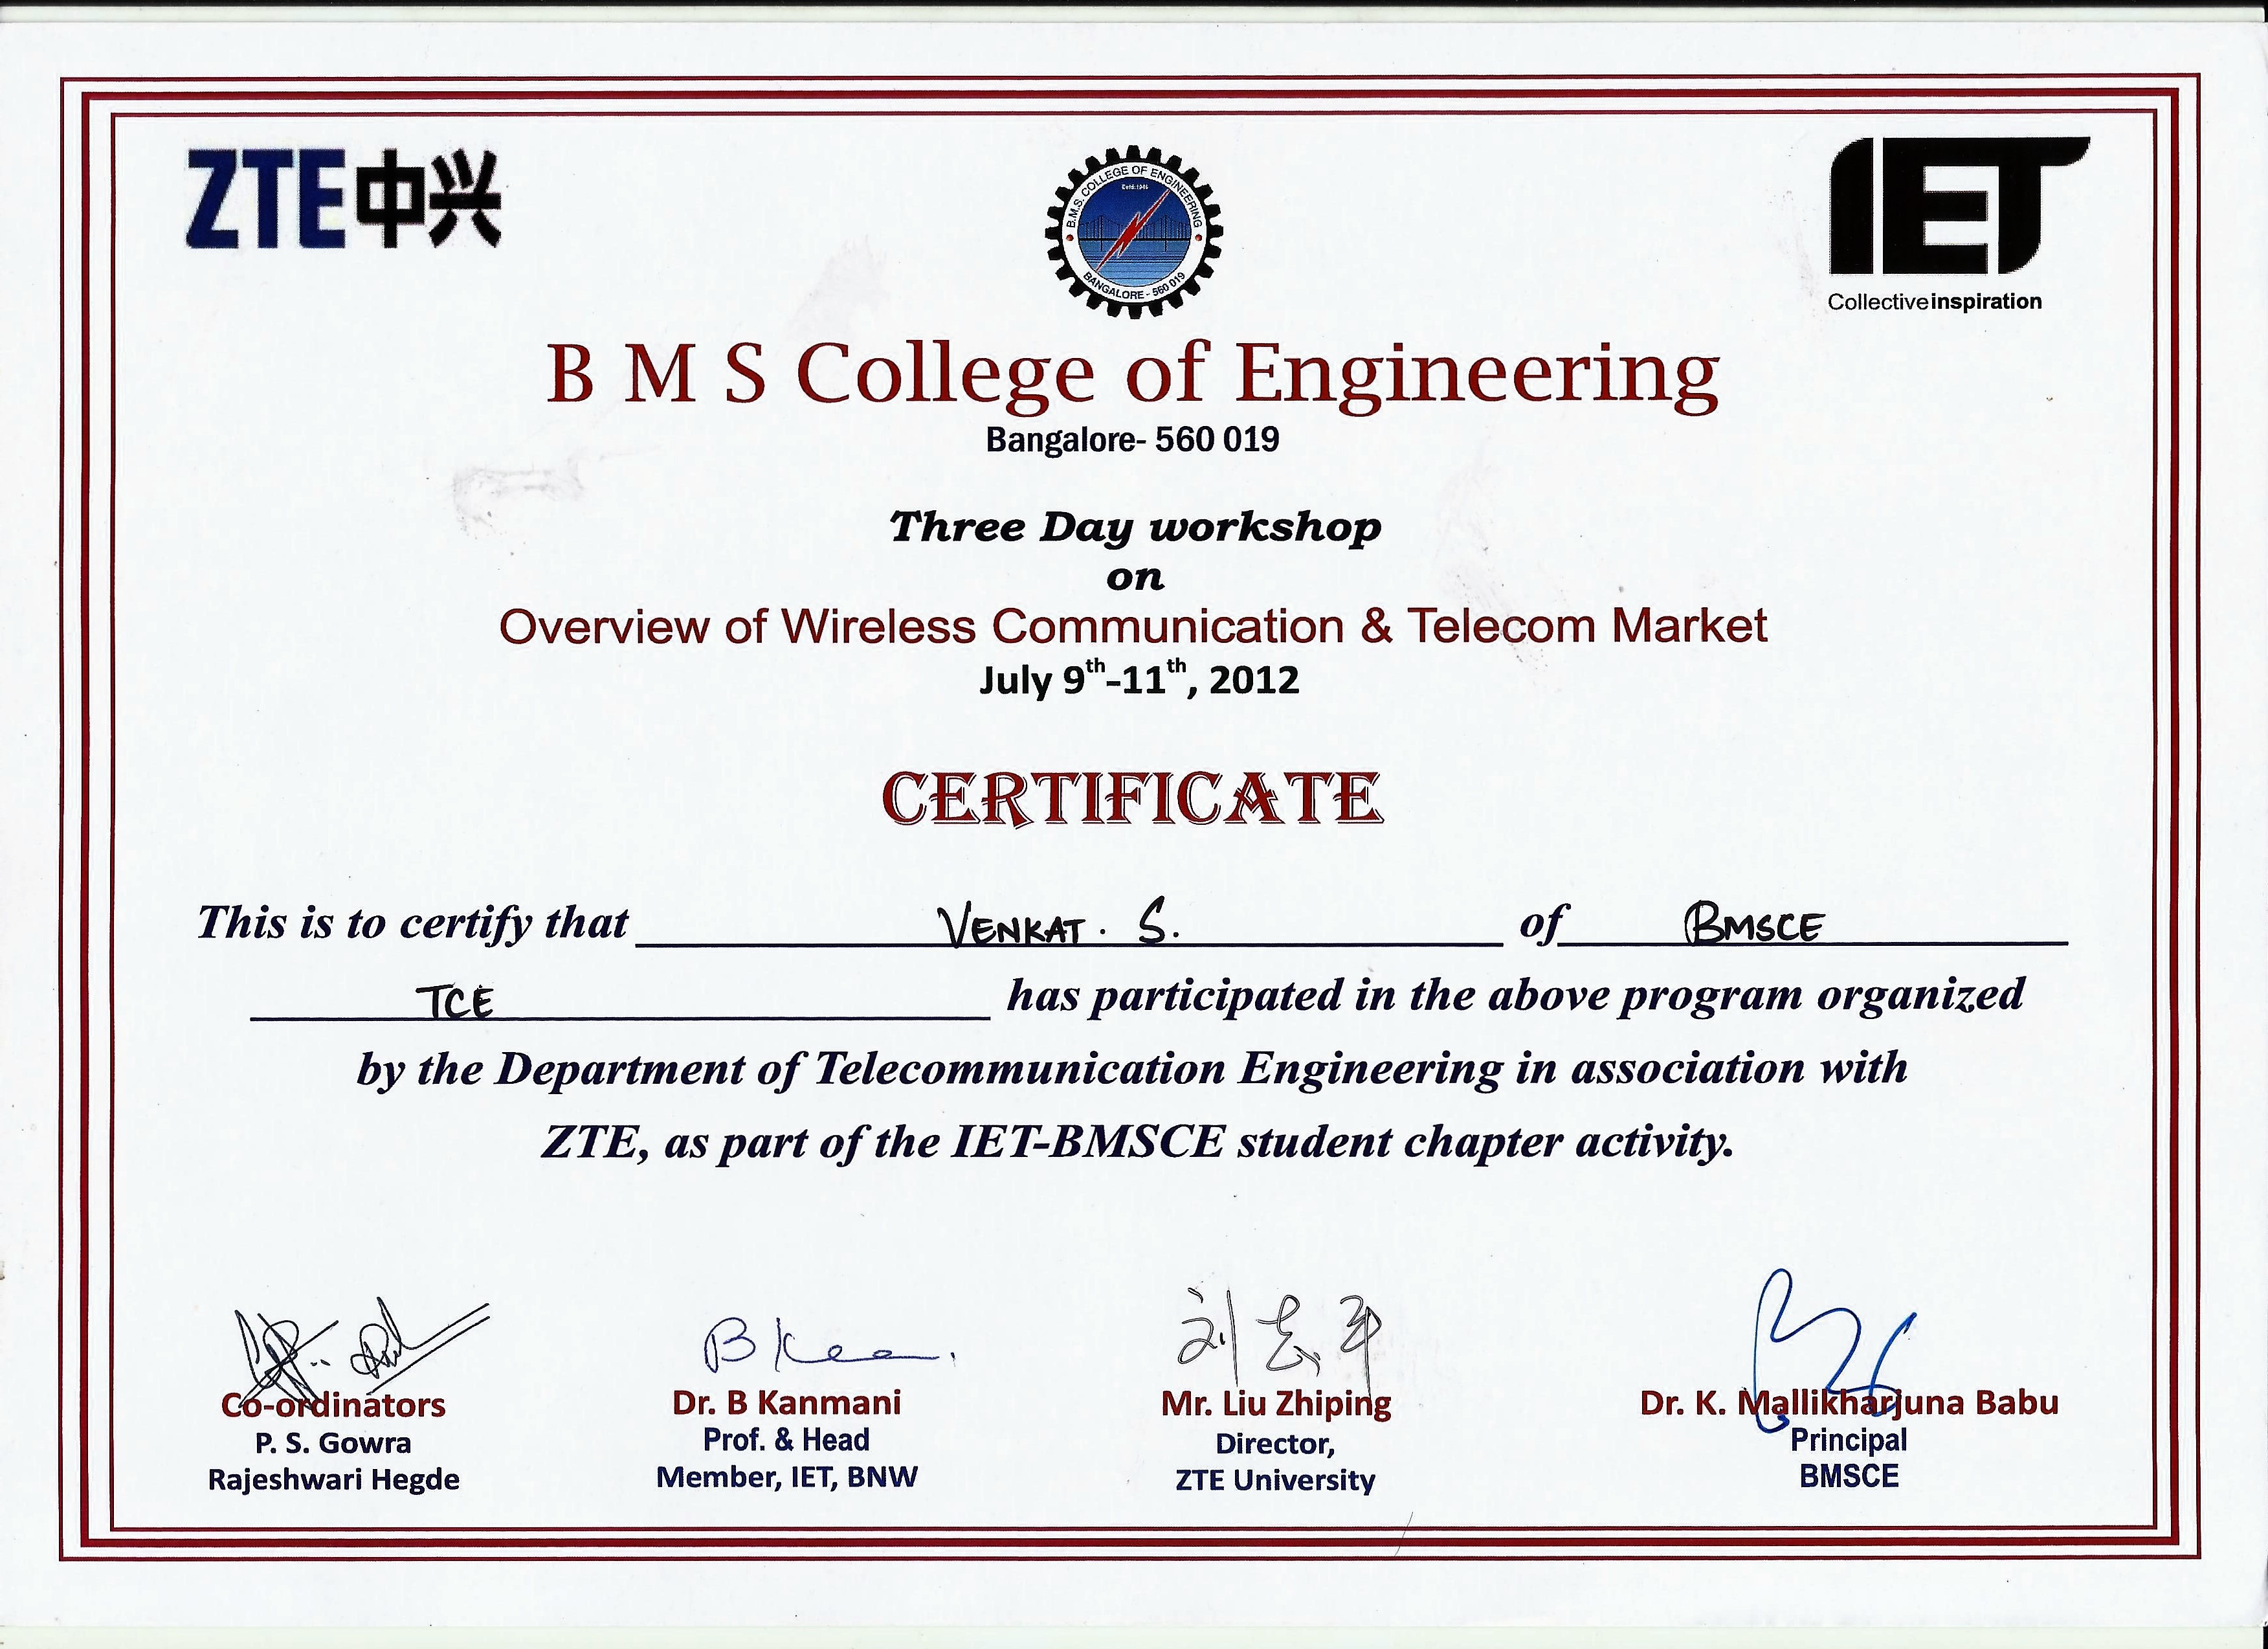 ZTE中兴
B.M.S. COLLEGE OF ENGINEERING
Estd:1946
BANGALORE - 560 019
IET
Collective inspiration
B M S College of Engineering
Bangalore- 560 019
Three Day workshop
on
Overview of Wireless Communication & Telecom Market
July 9th-11th, 2012
CERTIFICATE
This is to certify that VENKAT. S. of BMSCE
TCE has participated in the above program organized
by the Department of Telecommunication Engineering in association with
ZTE, as part of the IET-BMSCE student chapter activity.
刘志平
Co-ordinators
P. S. Gowra
Rajeshwari Hegde
Dr. B Kanmani
Prof. & Head
Member, IET, BNW
Mr. Liu Zhiping
Director,
ZTE University
Dr. K. Mallikharjuna Babu
Principal
BMSCE